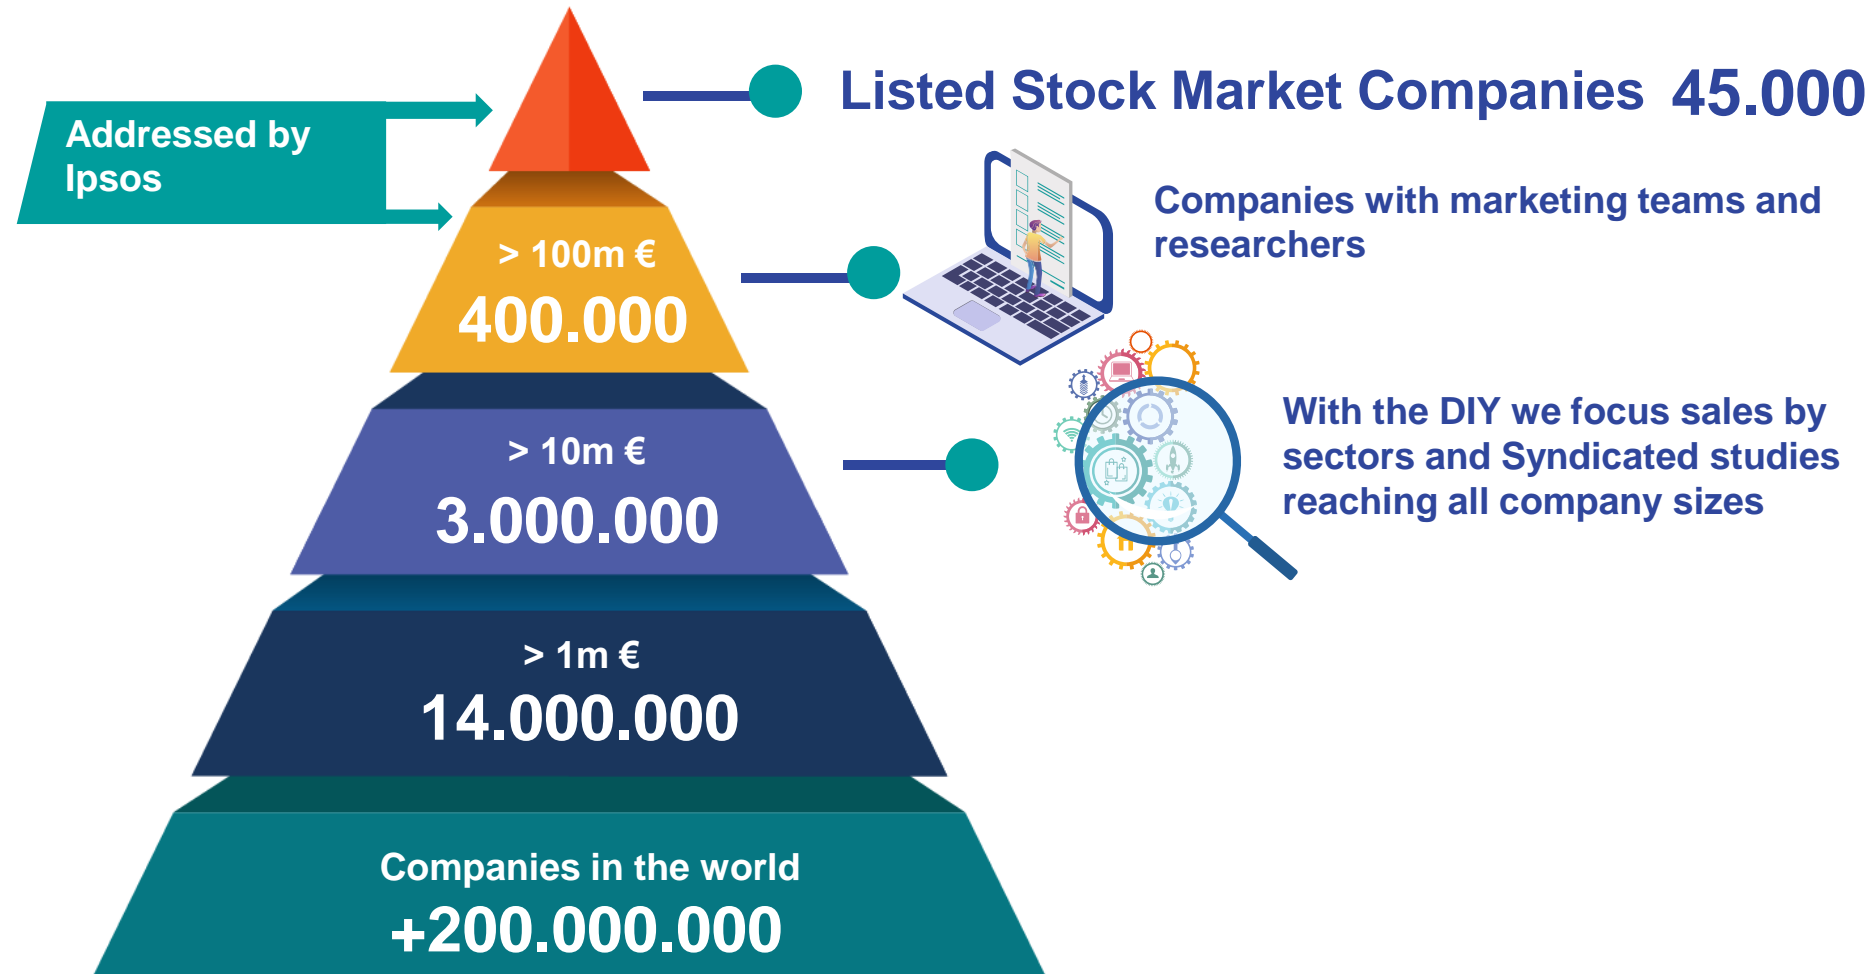 Listed Stock Market Companies 45.000
Addressed by
Ipsos
Companies with marketing teams and
researchers
> 100m €
400.000
With the DIY we focus sales by
sectors and Syndicated studies
reaching all company sizes
> 10m €
3.000.000
> 1m €
14.000.000
Companies in the world
+200.000.000